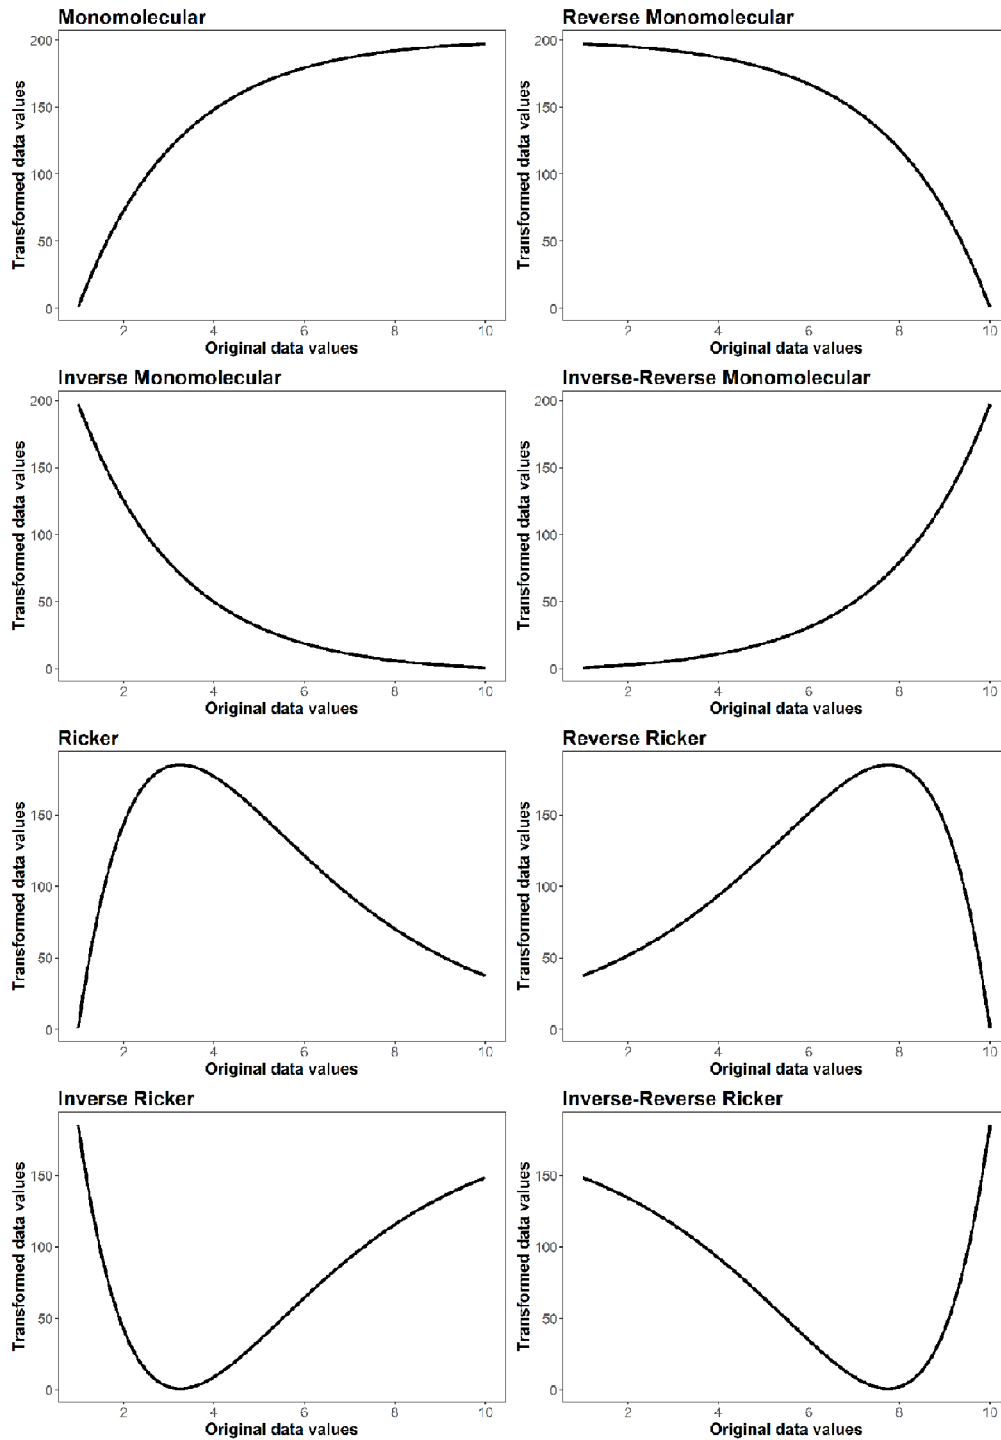 Monomolecular
Reverse Monomolecular
Transformed data values
200
150
100
50
0
2 4 6 8 10
Original data values
Transformed data values
200
150
100
50
0
2 4 6 8 10
Original data values
Inverse Monomolecular
Inverse-Reverse Monomolecular
Transformed data values
200
150
100
50
0
2 4 6 8 10
Original data values
Transformed data values
200
150
100
50
0
2 4 6 8 10
Original data values
Ricker
Reverse Ricker
Transformed data values
150
100
50
0
2 4 6 8 10
Original data values
Transformed data values
150
100
50
0
2 4 6 8 10
Original data values
Inverse Ricker
Inverse-Reverse Ricker
Transformed data values
150
100
50
0
2 4 6 8 10
Original data values
Transformed data values
150
100
50
0
2 4 6 8 10
Original data values